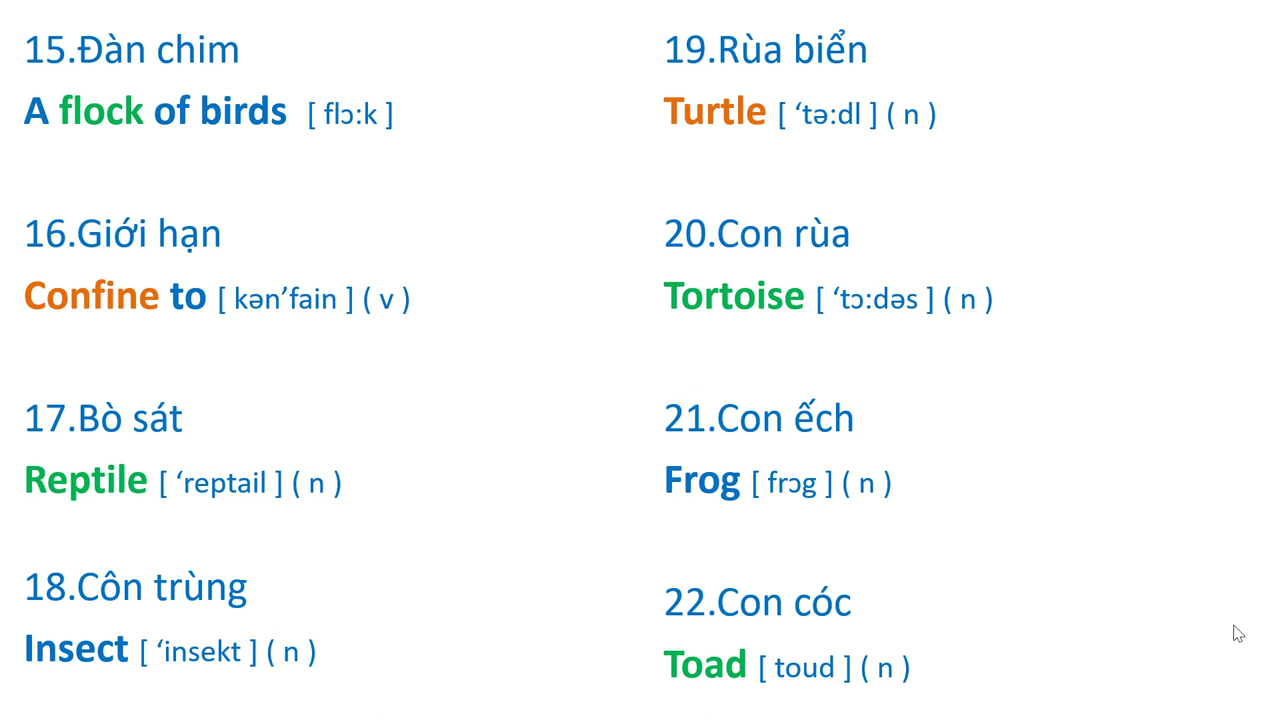 15.Đàn chim
A flock of birds [ flɔ:k ]
16.Giới hạn
Confine to [ kən’fain ] ( v )
17.Bò sát
Reptile [ ‘reptail ] ( n )
18.Côn trùng
Insect [ ‘insekt ] ( n )
19.Rùa biển
Turtle [ ‘tə:dl ] ( n )
20.Con rùa
Tortoise [ ‘tɔ:dəs ] ( n )
21.Con ếch
Frog [ frɔg ] ( n )
22.Con cóc
Toad [ toud ] ( n )